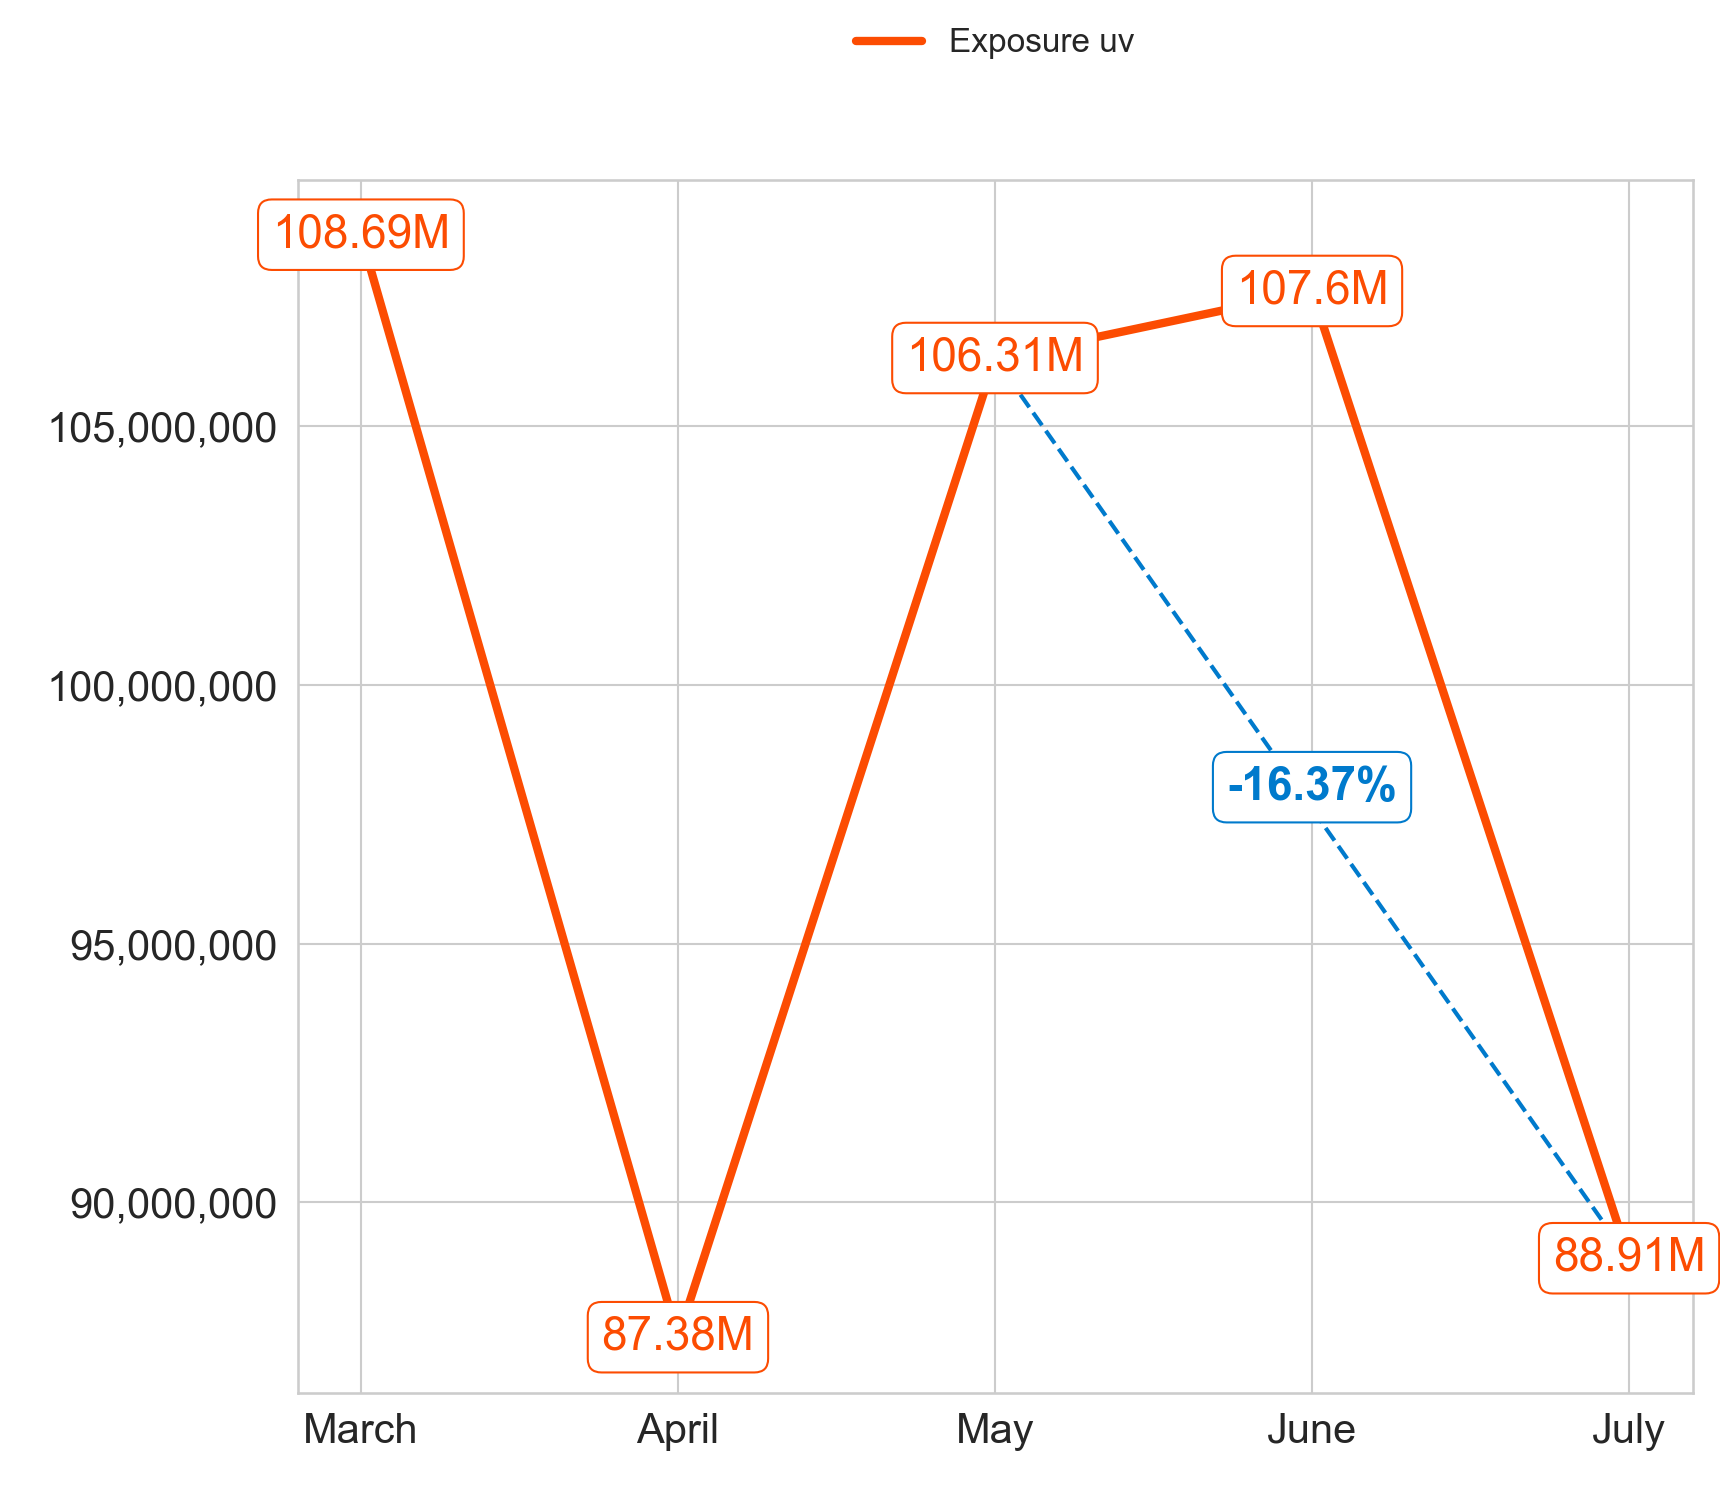 Exposure uv
108.69M
107.6M
106.31M
105,000,000
100,000,000
-16.37%
95,000,000
90,000,000
88.91M
87.38M
March April May June July